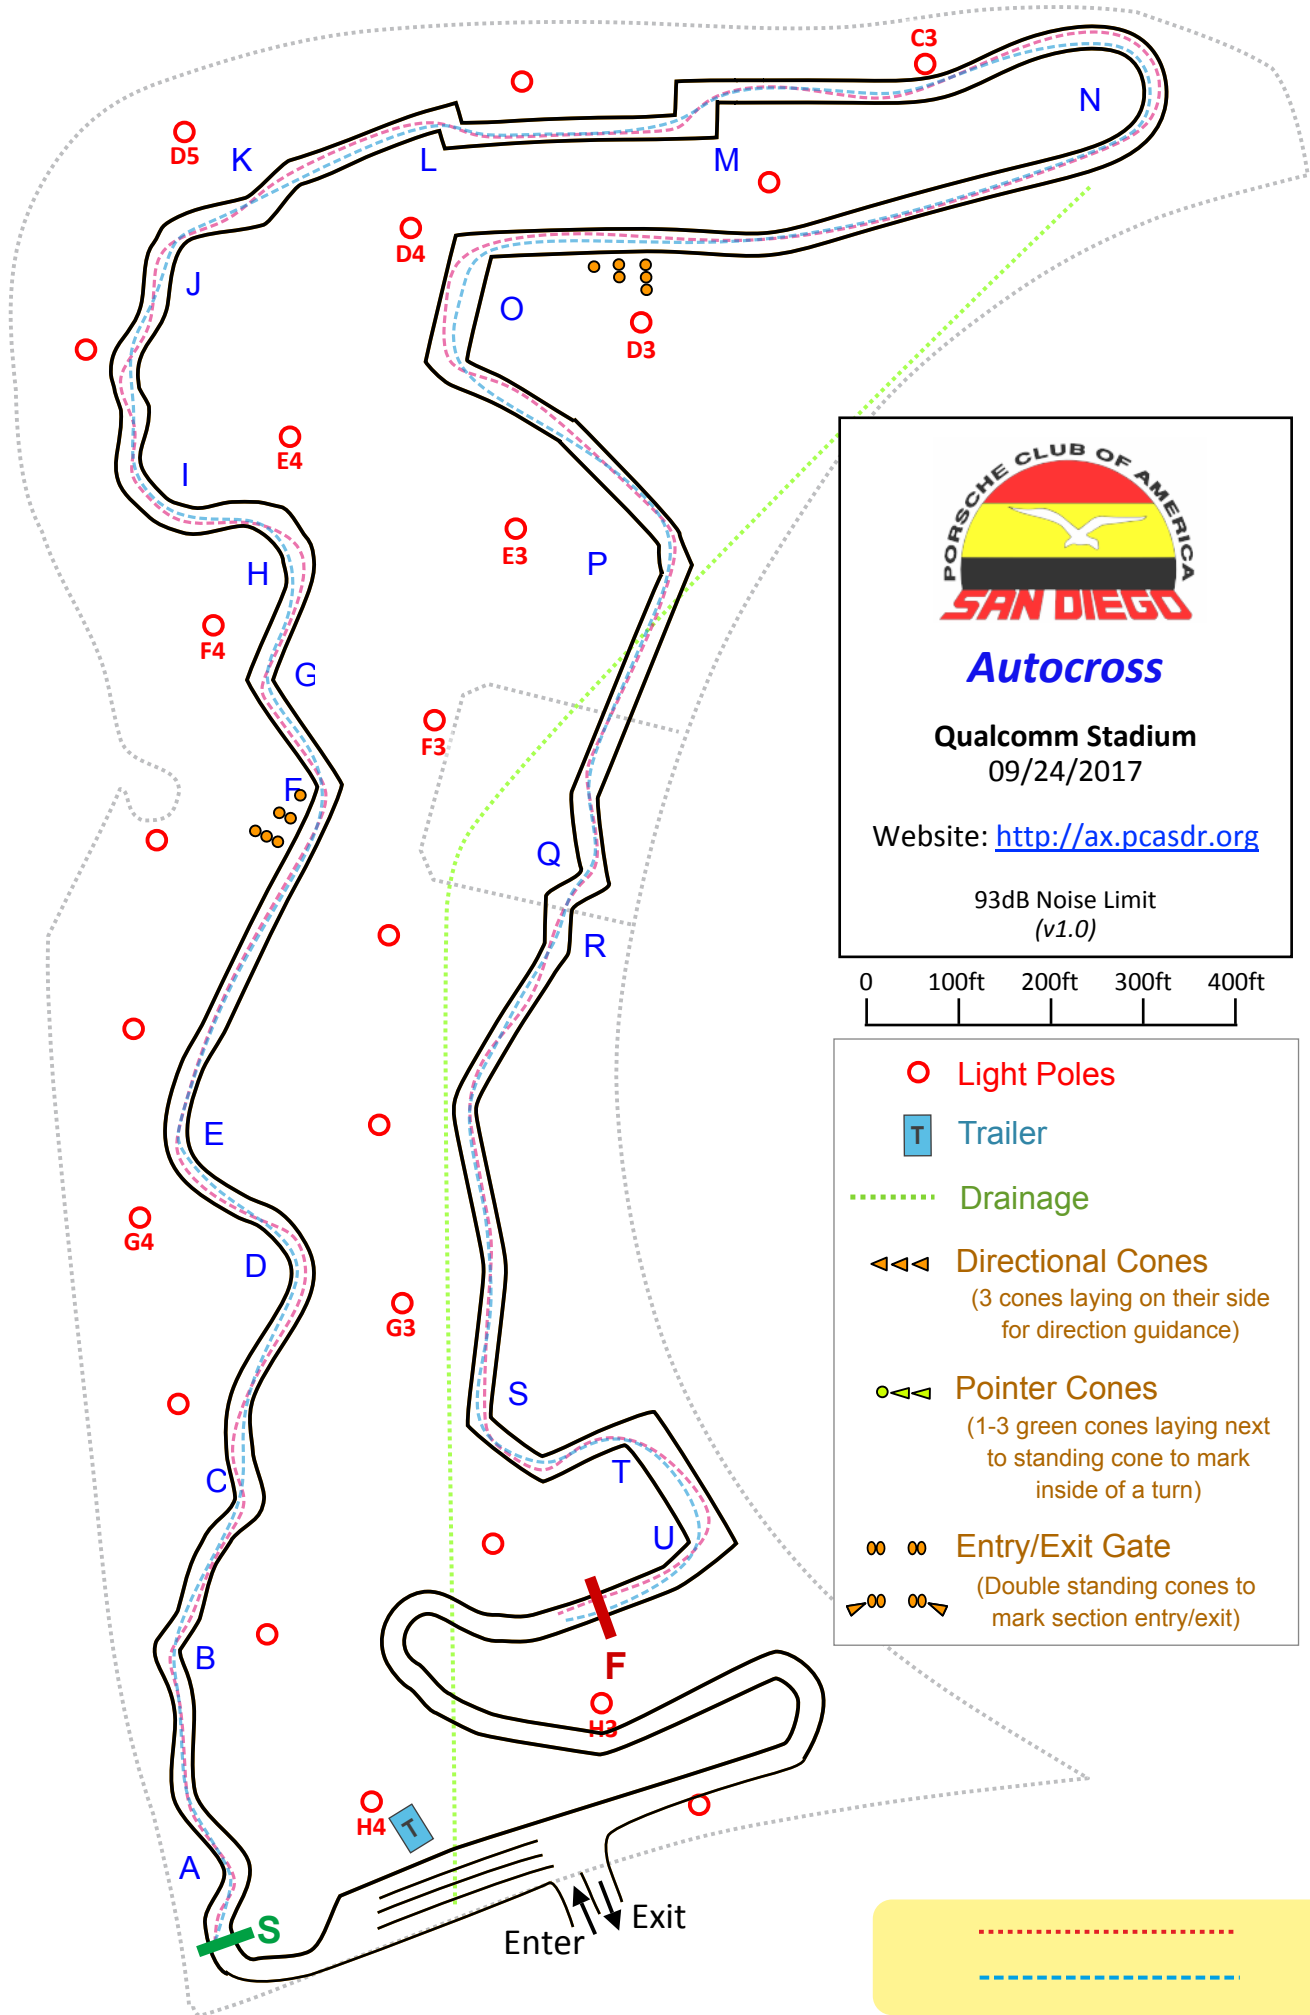 C3
N
D5
K
L
M
D4
J
O
D3
I
E4
E3
P
H
F4
G
F3
F
Q
R
E
G4
D
G3
S
C
T
U
B
F
H3
H4
T
A
S
Exit
Enter
PORSCHE CLUB OF AMERICA
SAN DIEGO
Autocross
Qualcomm Stadium
09/24/2017
Website: http://ax.pcasdr.org
93dB Noise Limit
(v1.0)
0 100ft 200ft 300ft 400ft
Light Poles
T Trailer
Drainage
Directional Cones
(3 cones laying on their side
for direction guidance)
Pointer Cones
(1-3 green cones laying next
to standing cone to mark
inside of a turn)
Entry/Exit Gate
(Double standing cones to
mark section entry/exit)